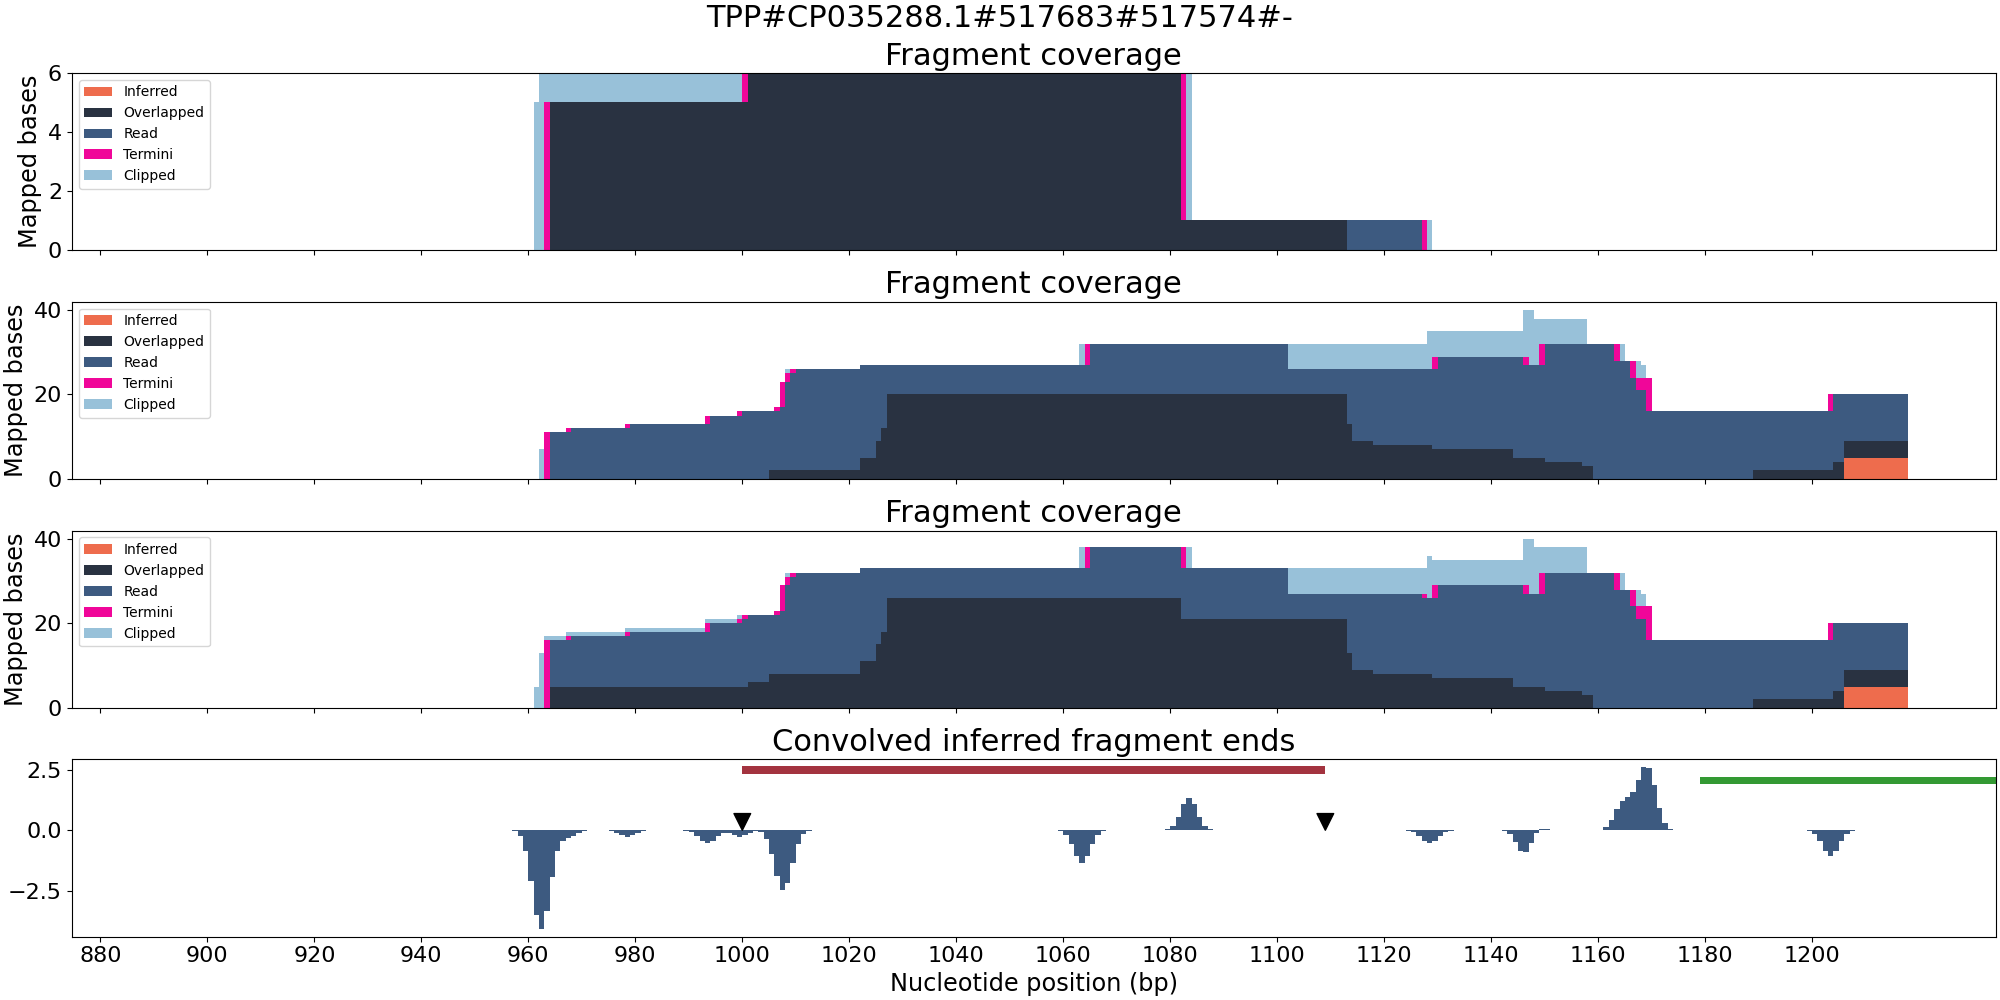 TPP#CP035288.1#517683#517574#-
Fragment coverage
Mapped bases
6
4
2
0
Inferred
Overlapped
Read
Termini
Clipped
Fragment coverage
Mapped bases
40
20
0
Inferred
Overlapped
Read
Termini
Clipped
Fragment coverage
Mapped bases
40
20
0
Inferred
Overlapped
Read
Termini
Clipped
Convolved inferred fragment ends
2.5
0.0
−2.5
880 900 920 940 960 980 1000 1020 1040 1060 1080 1100 1120 1140 1160 1180 1200
Nucleotide position (bp)